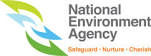 National
Environment
Agency
Safeguard • Nurture • Cherish